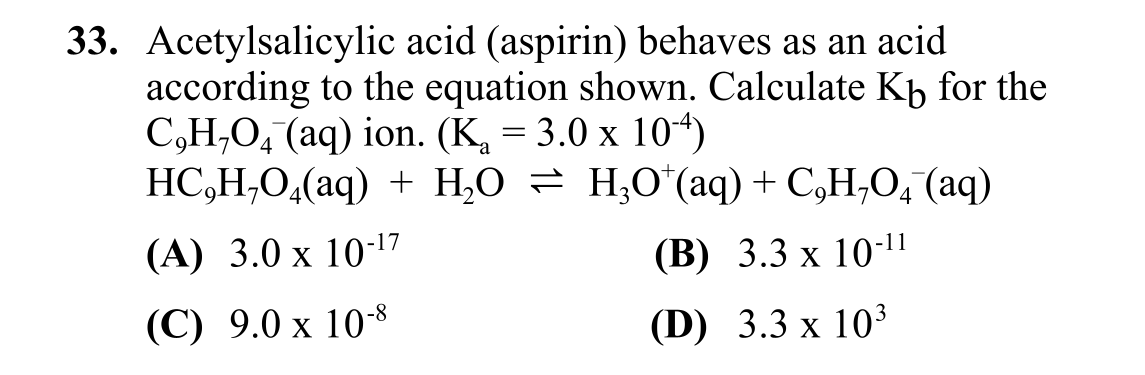 33. Acetylsalicylic acid (aspirin) behaves as an acid
according to the equation shown. Calculate Kb for the
C₉H₇O₄⁻(aq) ion. (Kₐ = 3.0 x 10⁻⁴)
HC₉H₇O₄(aq) + H₂O ⇌ H₃O⁺(aq) + C₉H₇O₄⁻(aq)
(A) 3.0 x 10⁻¹⁷ (B) 3.3 x 10⁻¹¹
(C) 9.0 x 10⁻⁸ (D) 3.3 x 10³